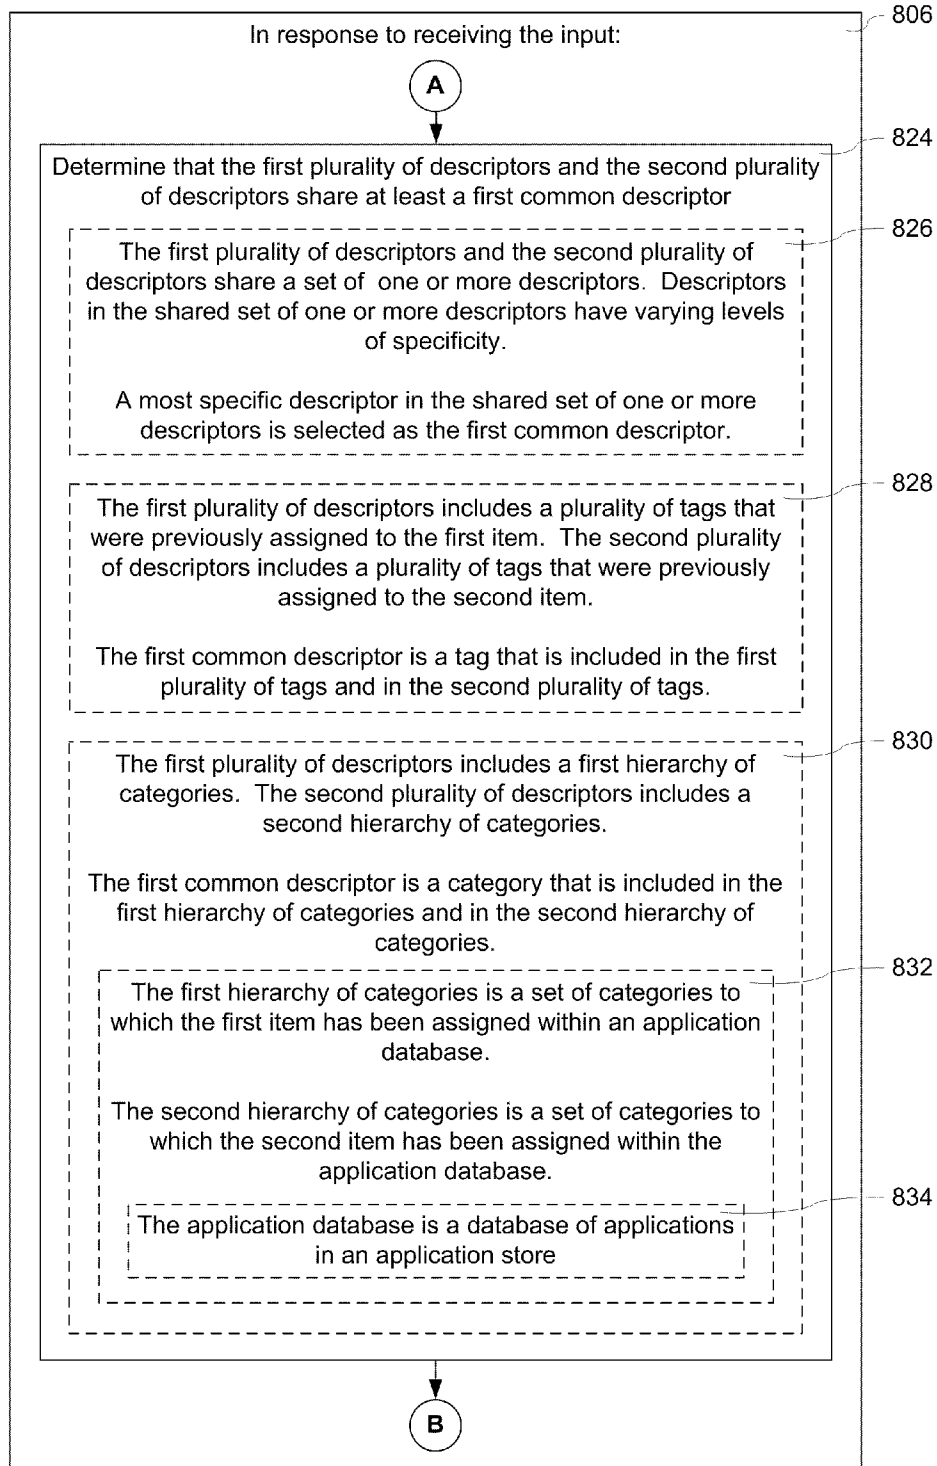 806
In response to receiving the input:
A
824
Determine that the first plurality of descriptors and the second plurality
of descriptors share at least a first common descriptor
826
The first plurality of descriptors and the second plurality of
descriptors share a set of one or more descriptors. Descriptors
in the shared set of one or more descriptors have varying levels
of specificity.
A most specific descriptor in the shared set of one or more
descriptors is selected as the first common descriptor.
828
The first plurality of descriptors includes a plurality of tags that
were previously assigned to the first item. The second plurality
of descriptors includes a plurality of tags that were previously
assigned to the second item.
The first common descriptor is a tag that is included in the first
plurality of tags and in the second plurality of tags.
830
The first plurality of descriptors includes a first hierarchy of
categories. The second plurality of descriptors includes a
second hierarchy of categories.
The first common descriptor is a category that is included in the
first hierarchy of categories and in the second hierarchy of
categories.
832
The first hierarchy of categories is a set of categories to
which the first item has been assigned within an application
database.
The second hierarchy of categories is a set of categories to
which the second item has been assigned within the
application database.
834
The application database is a database of applications
in an application store
B